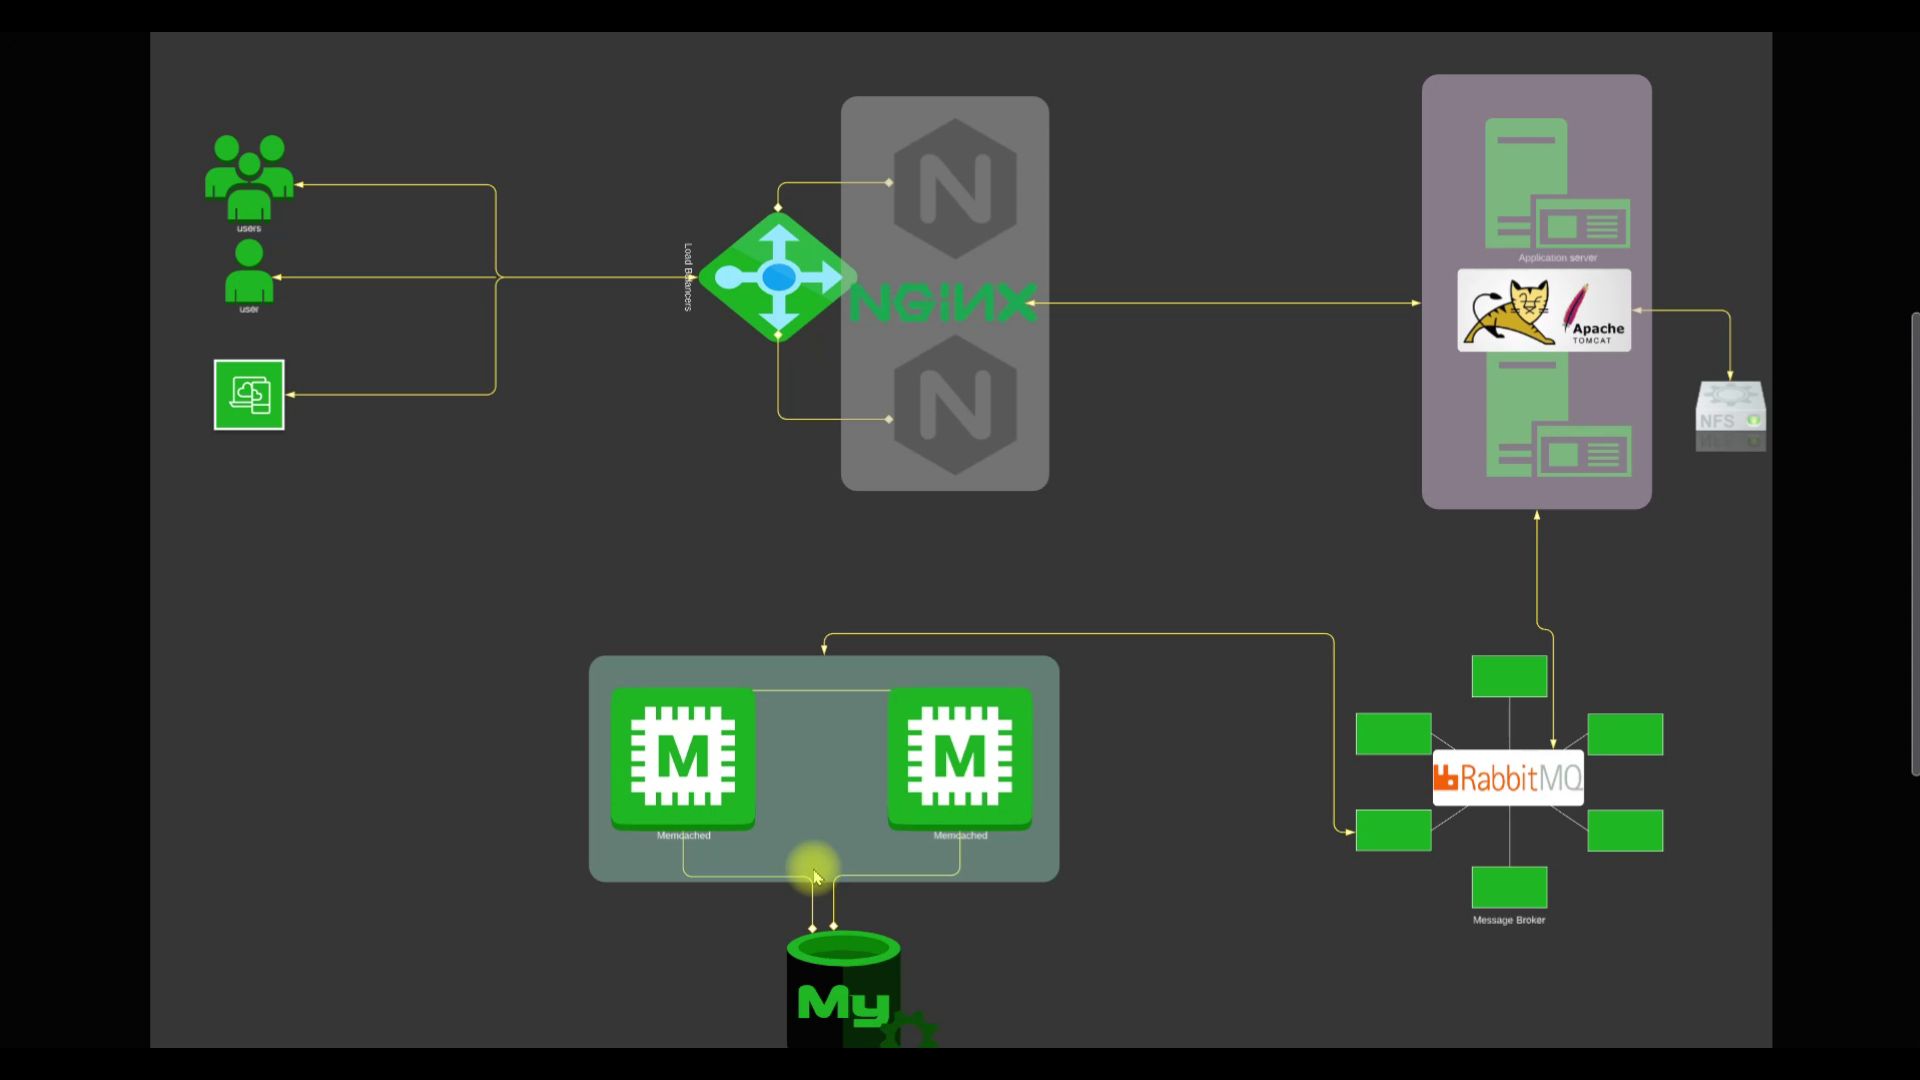 users
user
Load Balancers
N
NGiNX
N
Application server
Apache
TOMCAT
NFS
M
M
Memcached
Memcached
RabbitMQ
Message Broker
My